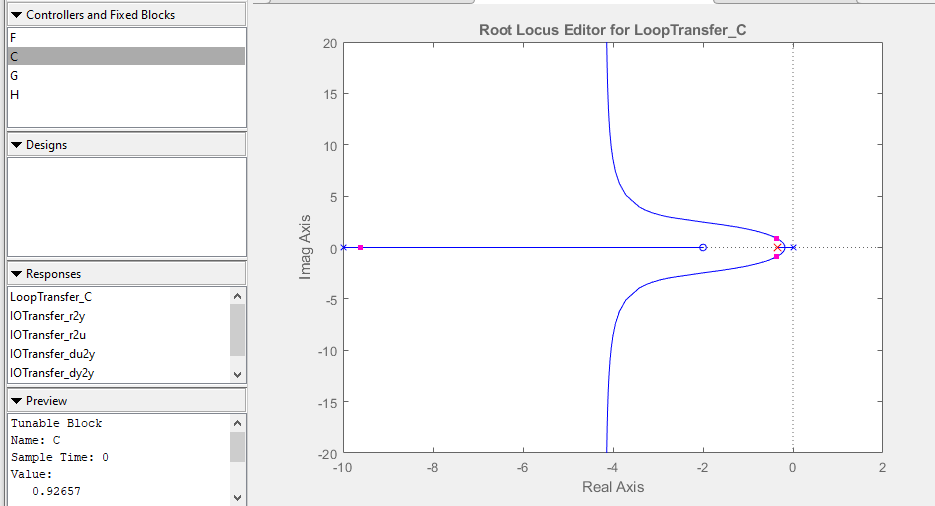 Controllers and Fixed Blocks
F
C
G
H
Designs
Responses
LoopTransfer_C
IOTransfer_r2y
IOTransfer_r2u
IOTransfer_du2y
IOTransfer_dy2y
Preview
Tunable Block
Name: C
Sample Time: 0
Value:
0.92657
Root Locus Editor for LoopTransfer_C
20
15
10
5
0
-5
-10
-15
-20
Imag Axis
-10 -8 -6 -4 -2 0 2
Real Axis